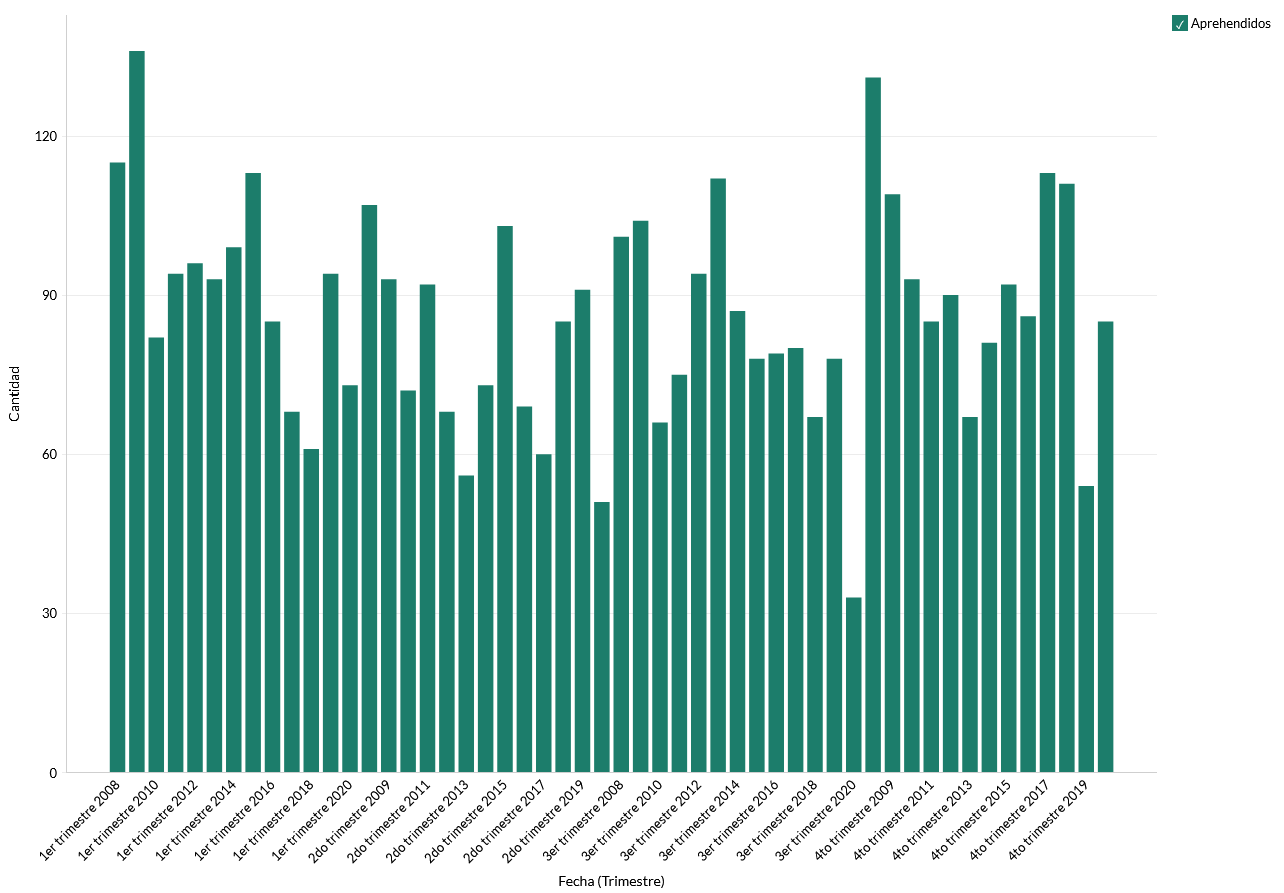 Aprehendidos
120
90
60
30
0
Cantidad
1er trimestre 2008
1er trimestre 2010
1er trimestre 2012
1er trimestre 2014
1er trimestre 2016
1er trimestre 2018
1er trimestre 2020
2do trimestre 2009
2do trimestre 2011
2do trimestre 2013
2do trimestre 2015
2do trimestre 2017
2do trimestre 2019
3er trimestre 2008
3er trimestre 2010
3er trimestre 2012
3er trimestre 2014
3er trimestre 2016
3er trimestre 2018
3er trimestre 2020
4to trimestre 2009
4to trimestre 2011
4to trimestre 2013
4to trimestre 2015
4to trimestre 2017
4to trimestre 2019
Fecha (Trimestre)